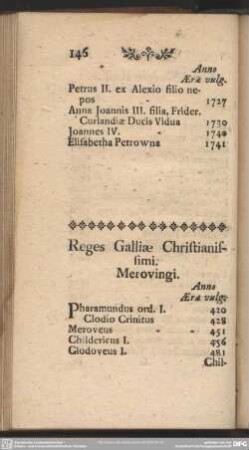 146
Anno
Æræ vulg.
Petrus II. ex Alexio filio ne-
pos - 1727
Anna Joannis III. filia, Frider.
Curlandiæ Ducis Vidua 1730
Joannes IV. - 1740
Elisabetha Petrowna 1741
Reges Galliæ Christianis-
simi.
Merovingi.
Anno
Æræ vulg:
Pharamundus ord. I. 420
Clodio Crinitus 428
Meroveus - - 451
Childericus I. 456
Clodoveus I. 481
Chil-